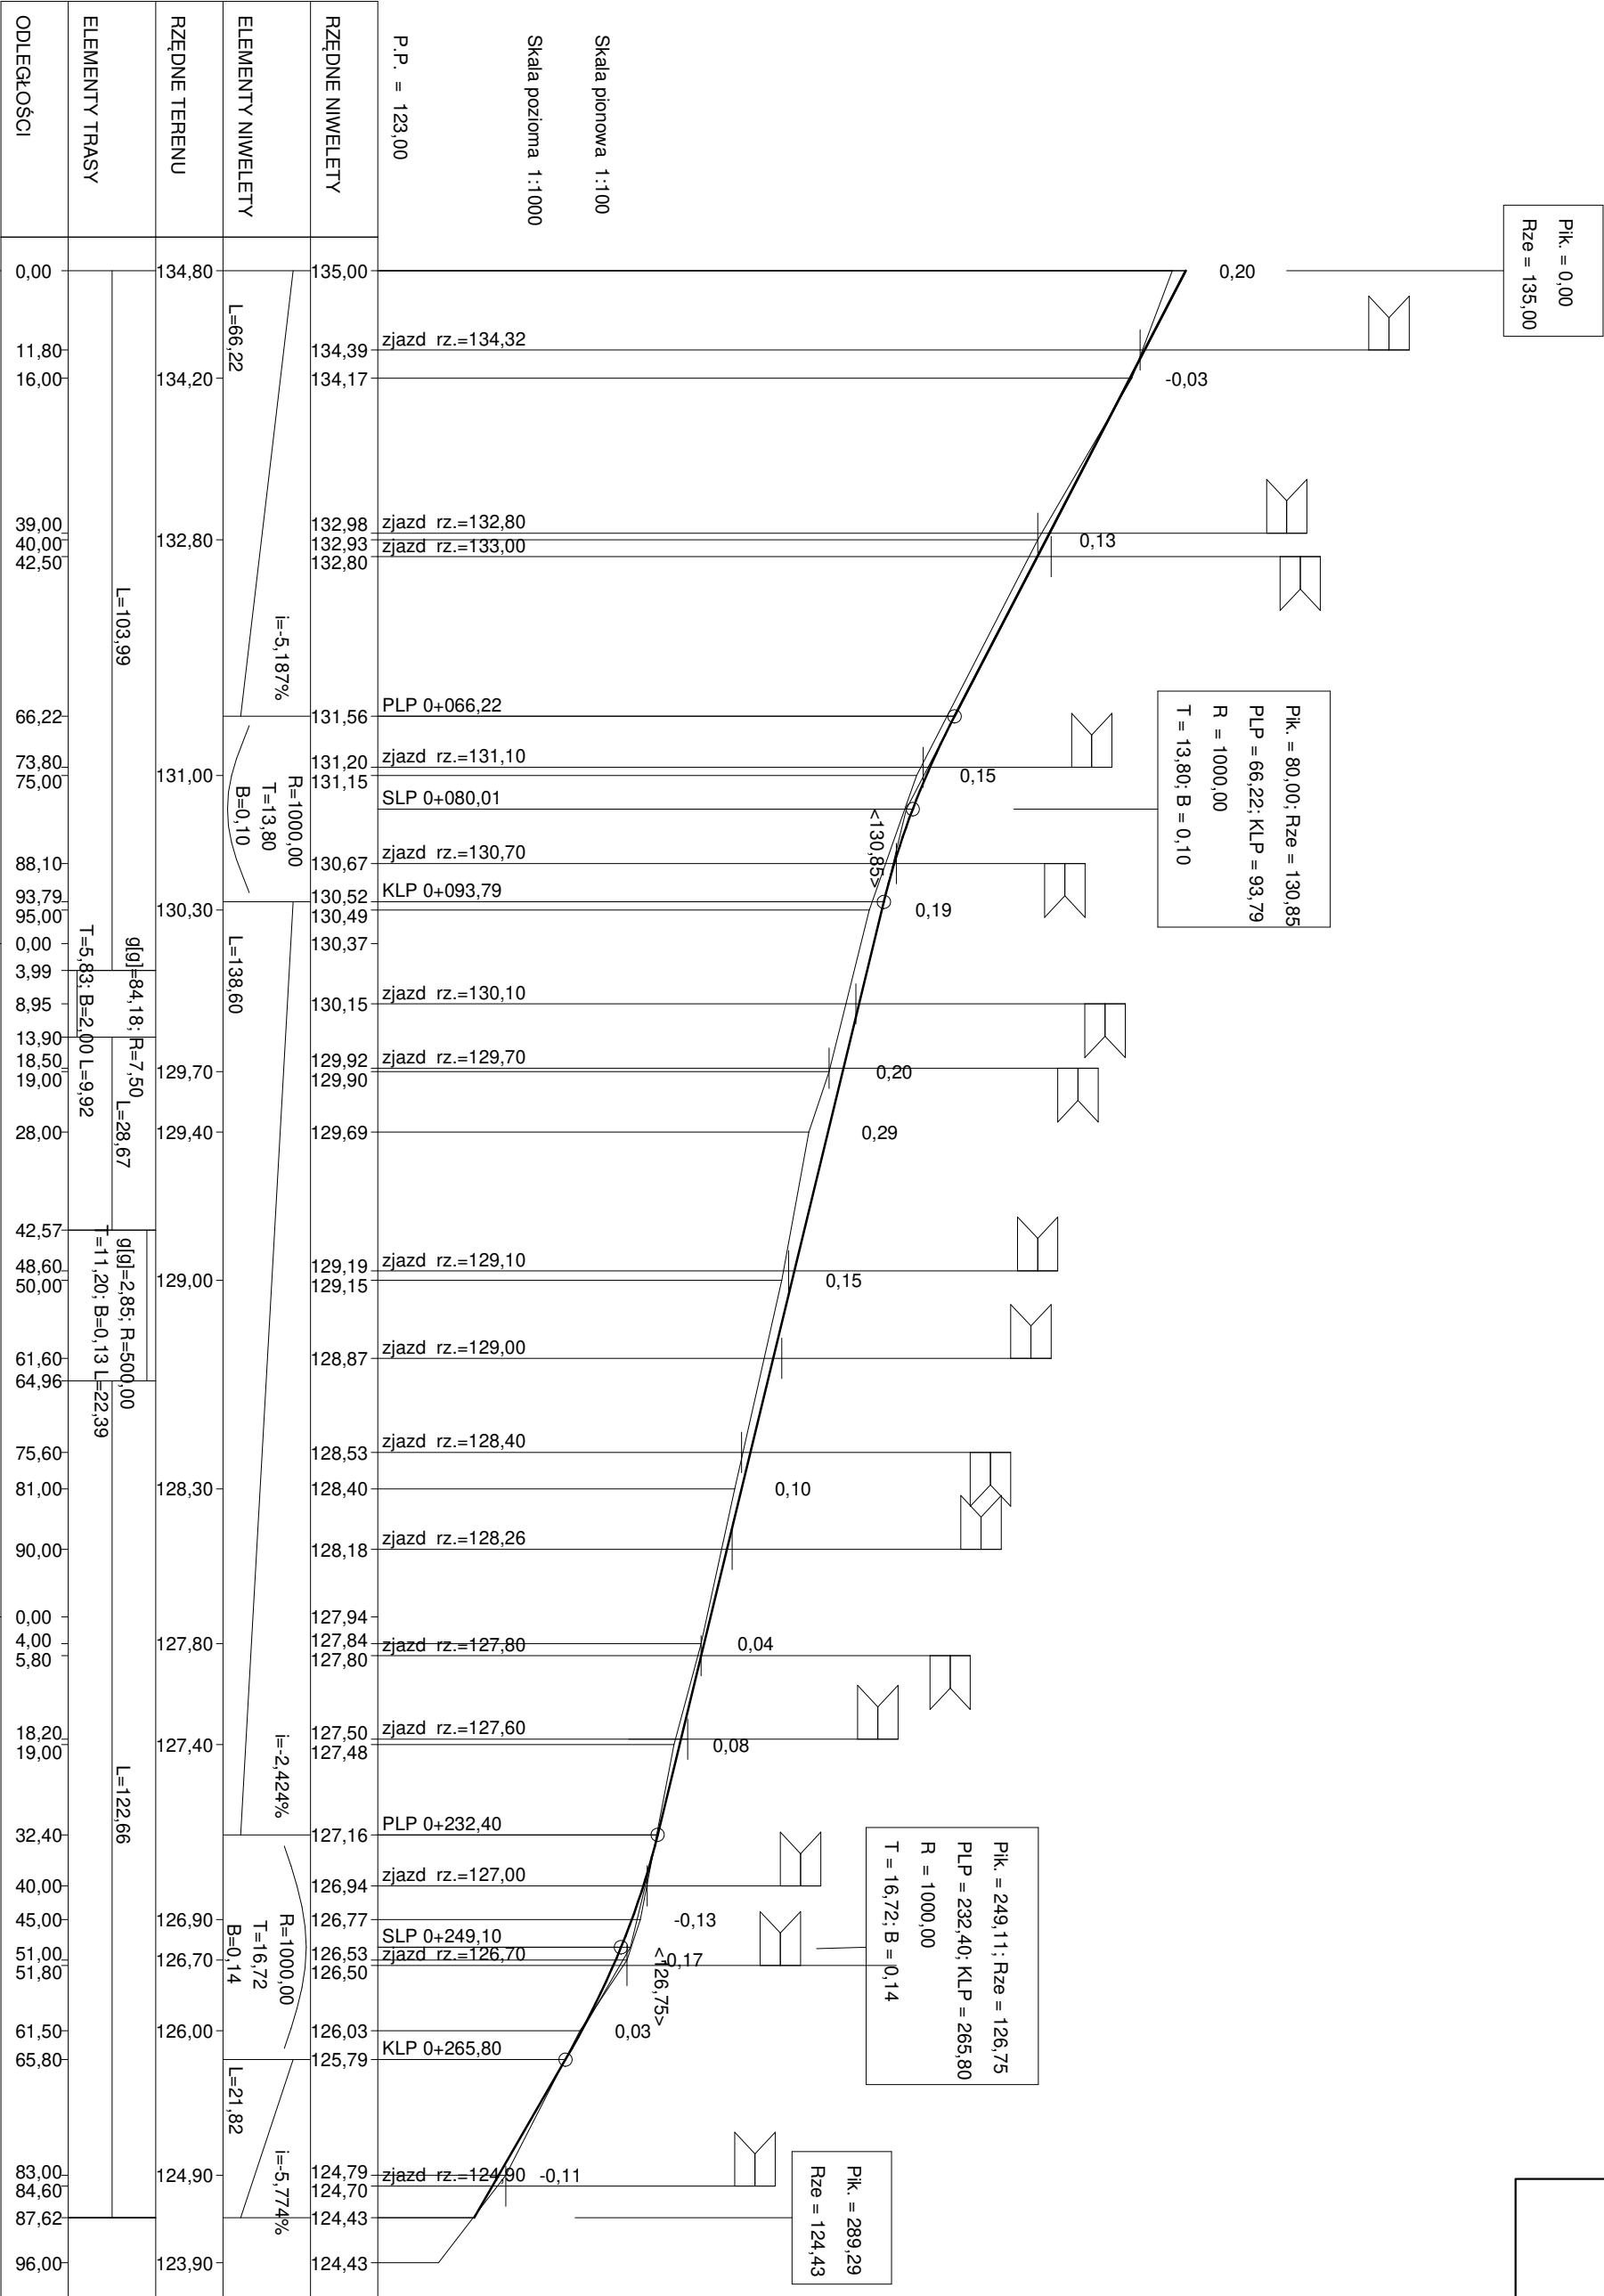 Pik. = 0,00
Rze = 135,00
Pik. = 80,00; Rze = 130,85
PLP = 66,22; KLP = 93,79
R = 1000,00
T = 13,80; B = 0,10
Pik. = 249,11; Rze = 126,75
PLP = 232,40; KLP = 265,80
R = 1000,00
T = 16,72; B = 0,14
Pik. = 289,29
Rze = 124,43
0,20
-0,03
0,13
0,15
0,19
0,20
0,29
0,15
0,10
0,04
0,08
-0,13
-0,17
0,03
-0,11
<130,85>
<126,75>
Skala pionowa 1:100
Skala pozioma 1:1000
P.P. = 123,00
zjazd rz.=134,32
zjazd rz.=132,80
zjazd rz.=133,00
PLP 0+066,22
zjazd rz.=131,10
SLP 0+080,01
zjazd rz.=130,70
KLP 0+093,79
zjazd rz.=130,10
zjazd rz.=129,70
zjazd rz.=129,10
zjazd rz.=129,00
zjazd rz.=128,40
zjazd rz.=128,26
zjazd rz.=127,80
zjazd rz.=127,60
PLP 0+232,40
zjazd rz.=127,00
SLP 0+249,10
zjazd rz.=126,70
KLP 0+265,80
zjazd rz.=124,90
RZĘDNE NIWELETY
135,00
134,39
134,17
132,98
132,93
132,80
131,56
131,20
131,15
130,67
130,52
130,49
130,37
130,15
129,92
129,90
129,69
129,19
129,15
128,87
128,53
128,40
128,18
127,94
127,84
127,80
127,50
127,48
127,16
126,94
126,77
126,53
126,50
126,03
125,79
124,79
124,70
124,43
124,43
ELEMENTY NIWELETY
L=66,22
i=-5,187%
R=1000,00
T=13,80
B=0,10
L=138,60
i=-2,424%
R=1000,00
T=16,72
B=0,14
L=21,82
i=-5,774%
RZĘDNE TERENU
134,80
134,20
132,80
131,00
130,30
129,70
129,40
129,00
128,30
127,80
127,40
126,90
126,70
126,00
124,90
123,90
ELEMENTY TRASY
L=103,99
g[g]=84,18; R=7,50
T=5,83; B=2,00 L=9,92
L=28,67
g[g]=2,85; R=500,00
T=11,20; B=0,13 L=22,39
L=122,66
ODLEGŁOŚCI
0,00
11,80
16,00
39,00
40,00
42,50
66,22
73,80
75,00
88,10
93,79
95,00
0,00
3,99
8,95
13,90
18,50
19,00
28,00
42,57
48,60
50,00
61,60
64,96
75,60
81,00
90,00
0,00
4,00
5,80
18,20
19,00
32,40
40,00
45,00
51,00
51,80
61,50
65,80
83,00
84,60
87,62
96,00